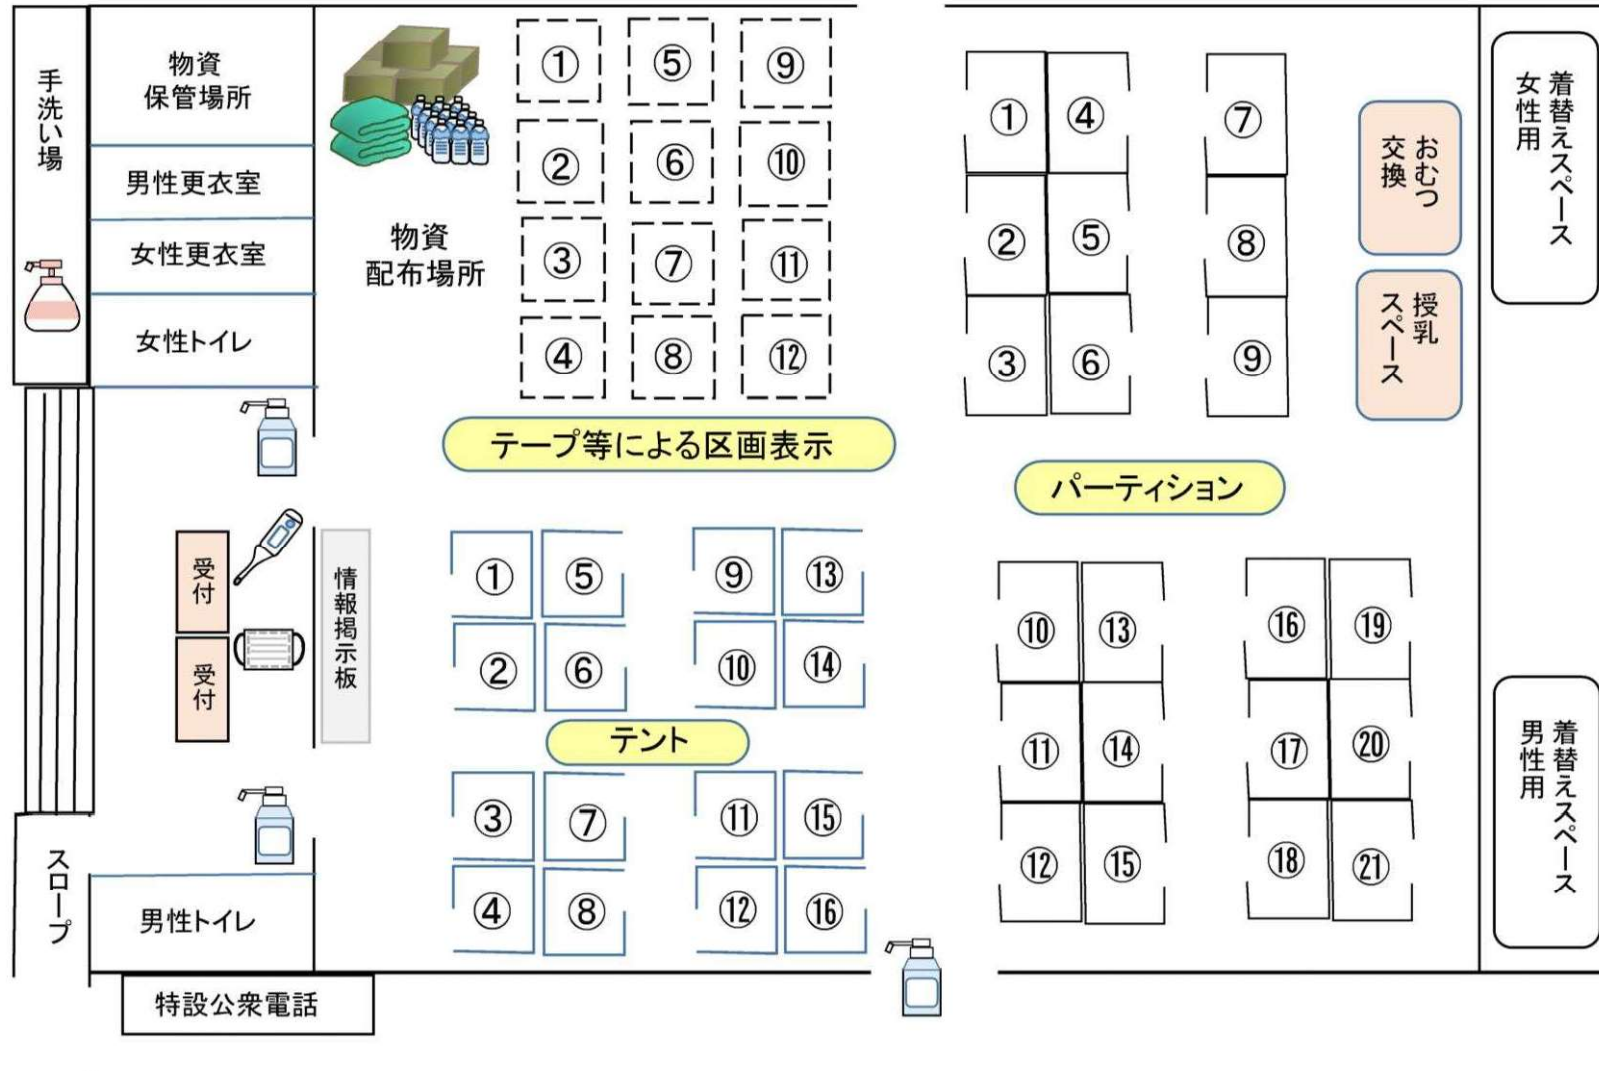 手洗い場
物資
保管場所
男性更衣室
女性更衣室
女性トイレ
物資
配布場所
① ⑤ ⑨
② ⑥ ⑩
③ ⑦ ⑪
④ ⑧ ⑫
テープ等による区画表示
① ④ ⑦
② ⑤ ⑧
③ ⑥ ⑨
パーティション
おむつ
交換
授乳
スペース
着替えスペース
女性用
受付
受付
情報掲示板
① ⑤ ⑨ ⑬
② ⑥ ⑩ ⑭
テント
③ ⑦ ⑪ ⑮
④ ⑧ ⑫ ⑯
⑩ ⑬ ⑯ ⑲
⑪ ⑭ ⑰ ⑳
⑫ ⑮ ⑱ ㉑
着替えスペース
男性用
スロープ
男性トイレ
特設公衆電話